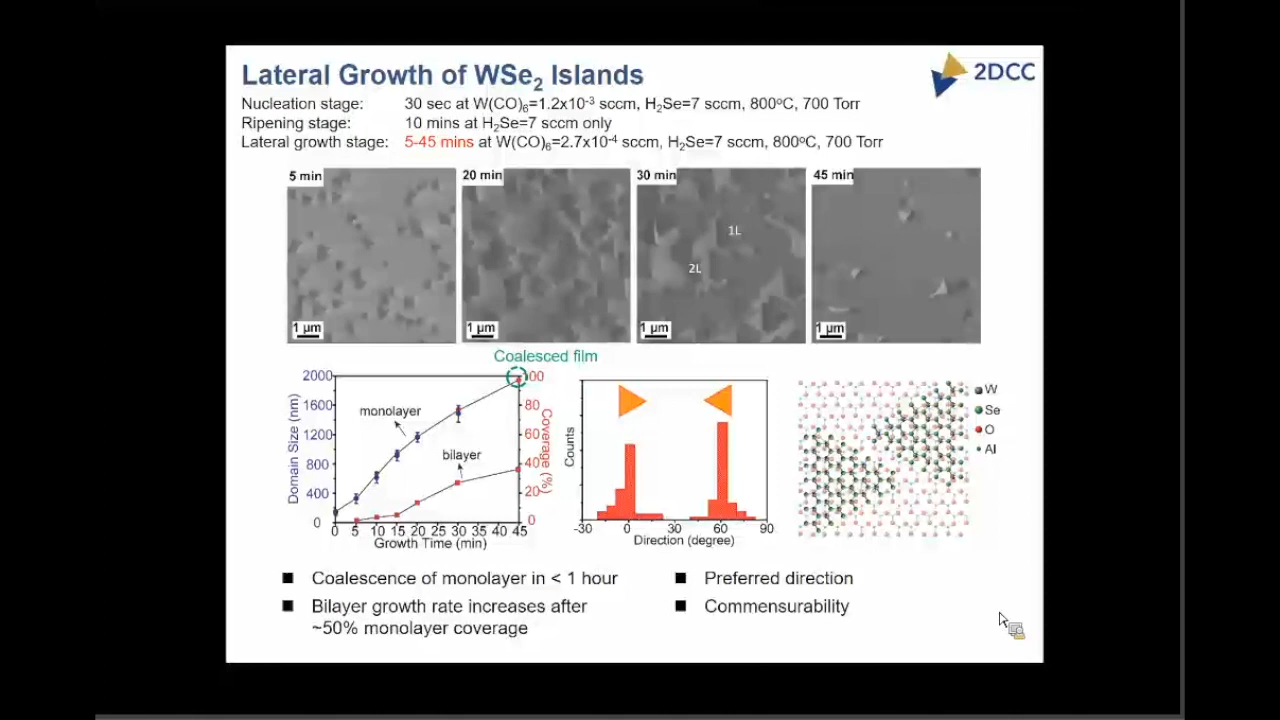 Lateral Growth of WSe2 Islands
2DCC
Nucleation stage: 30 sec at W(CO)6=1.2x10-3 sccm, H2Se=7 sccm, 800oC, 700 Torr
Ripening stage: 10 mins at H2Se=7 sccm only
Lateral growth stage: 5-45 mins at W(CO)6=2.7x10-4 sccm, H2Se=7 sccm, 800oC, 700 Torr
5 min 20 min 30 min 45 min
1L
2L
1 μm 1 μm 1 μm 1 μm
Coalesced film
2000
1600
1200
800
400
0
Domain Size (nm)
monolayer
bilayer
00
80
60
40
20
0
Coverage (%)
0 5 10 15 20 25 30 35 40 45
Growth Time (min)
Counts
-30 0 30 60 90
Direction (degree)
W
Se
O
Al
Coalescence of monolayer in < 1 hour
Bilayer growth rate increases after
~50% monolayer coverage
Preferred direction
Commensurability